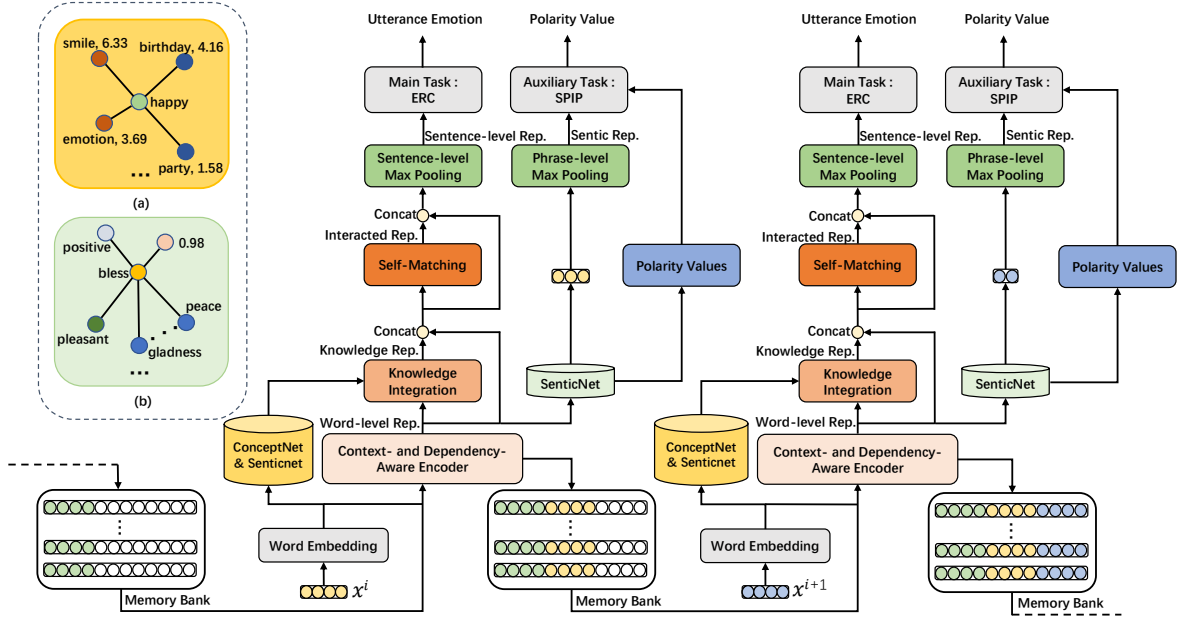 smile, 6.33
birthday, 4.16
happy
emotion, 3.69
party, 1.58
...
(a)
positive
0.98
bless
peace
pleasant
gladness
...
(b)
Utterance Emotion
Polarity Value
Main Task :
ERC
Auxiliary Task :
SPIP
Sentence-level Rep.
Sentic Rep.
Sentence-level
Max Pooling
Phrase-level
Max Pooling
Concat
Interacted Rep.
Self-Matching
Polarity Values
Concat
Knowledge Rep.
Knowledge
Integration
SenticNet
Word-level Rep.
ConceptNet
& Senticnet
Context- and Dependency-
Aware Encoder
Word Embedding
x^i
Memory Bank
Utterance Emotion
Polarity Value
Main Task :
ERC
Auxiliary Task :
SPIP
Sentence-level Rep.
Sentic Rep.
Sentence-level
Max Pooling
Phrase-level
Max Pooling
Concat
Interacted Rep.
Self-Matching
Polarity Values
Concat
Knowledge Rep.
Knowledge
Integration
SenticNet
Word-level Rep.
ConceptNet
& Senticnet
Context- and Dependency-
Aware Encoder
Word Embedding
x^{i+1}
Memory Bank
Memory Bank